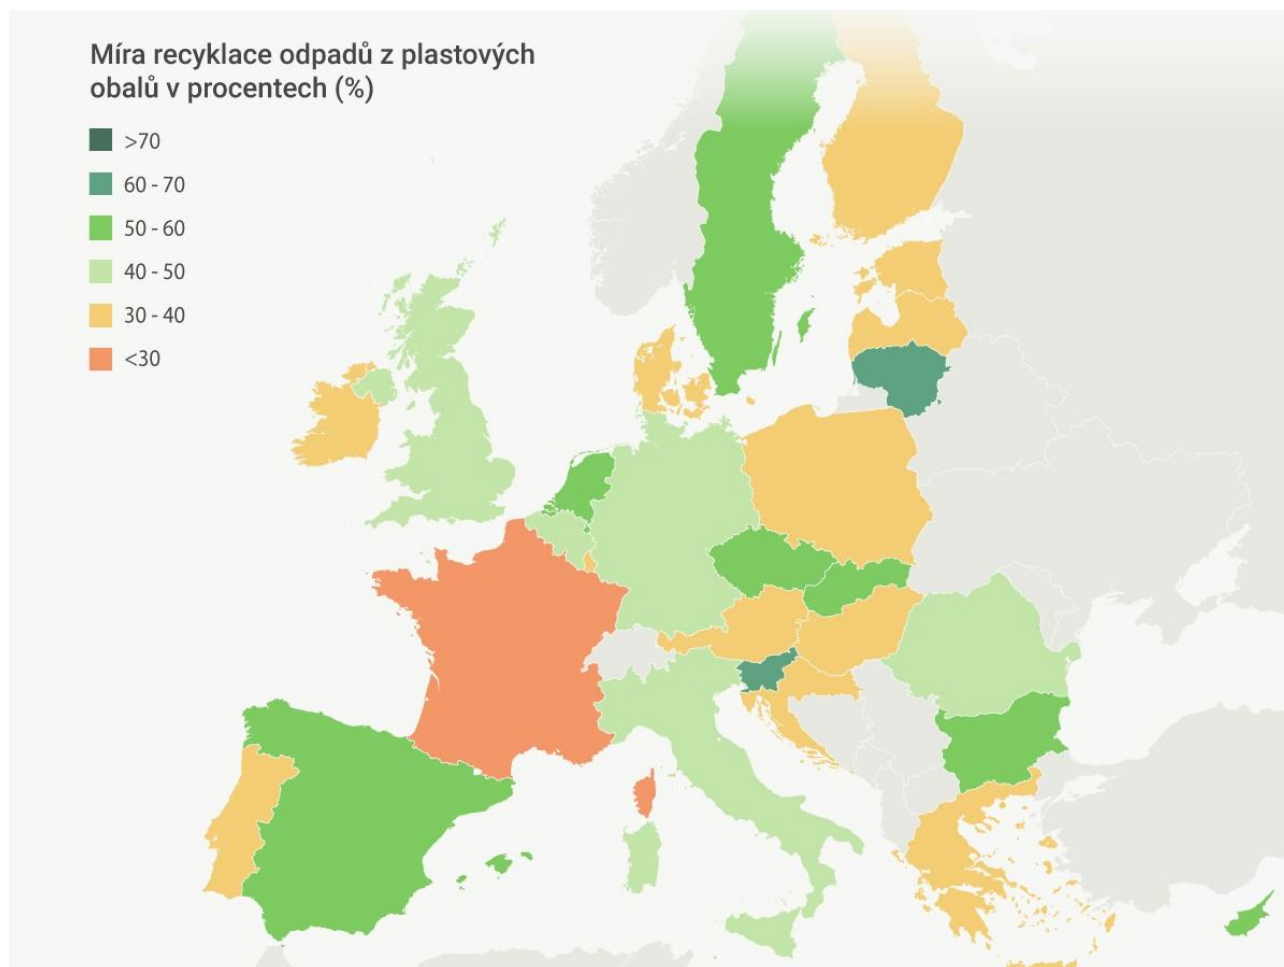 Míra recyklace odpadů z plastových
obalů v procentech (%)
>70
60 - 70
50 - 60
40 - 50
30 - 40
<30